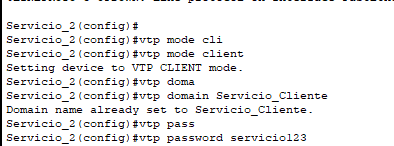 Servicio_2(config)#
Servicio_2(config)#vtp mode cli
Servicio_2(config)#vtp mode client
Setting device to VTP CLIENT mode.
Servicio_2(config)#vtp doma
Servicio_2(config)#vtp domain Servicio_Cliente
Domain name already set to Servicio_Cliente.
Servicio_2(config)#vtp pass
Servicio_2(config)#vtp password servicio123